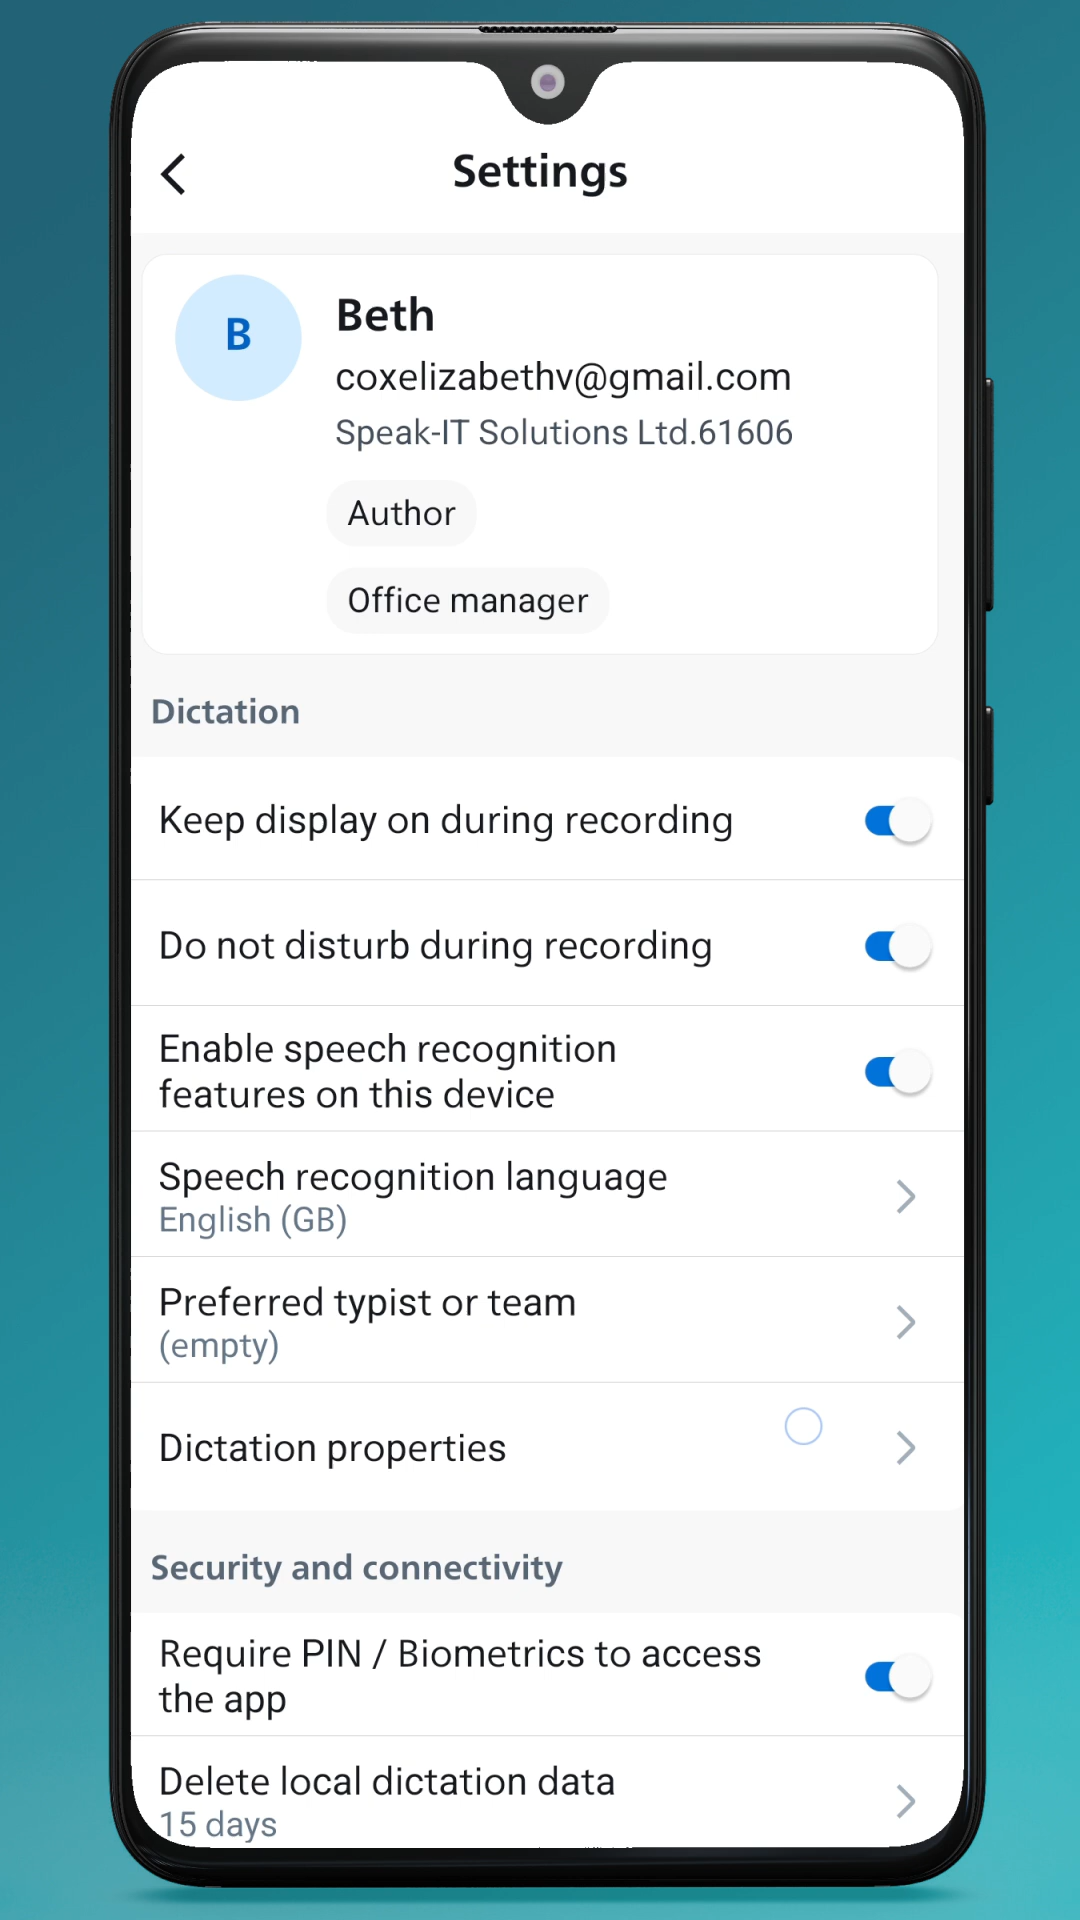 Settings
B
Beth
coxelizabethv@gmail.com
Speak-IT Solutions Ltd.61606
Author
Office manager
Dictation
Keep display on during recording
Do not disturb during recording
Enable speech recognition
features on this device
Speech recognition language
English (GB)
Preferred typist or team
(empty)
Dictation properties
Security and connectivity
Require PIN / Biometrics to access
the app
Delete local dictation data
15 days